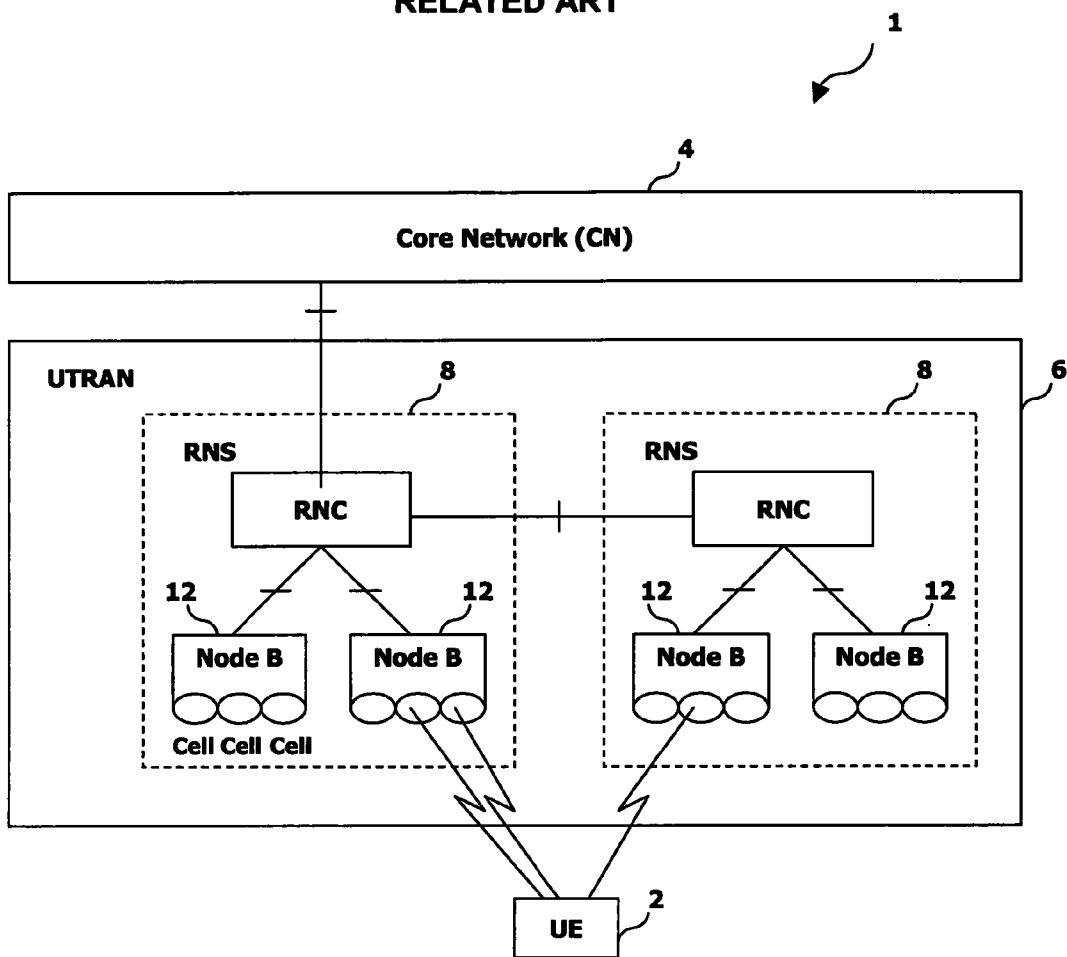 RELATED ART
1
4
Core Network (CN)
UTRAN
8
8
6
RNS
RNS
RNC
RNC
12
12
12
12
Node B
Node B
Node B
Node B
Cell Cell Cell
2
UE